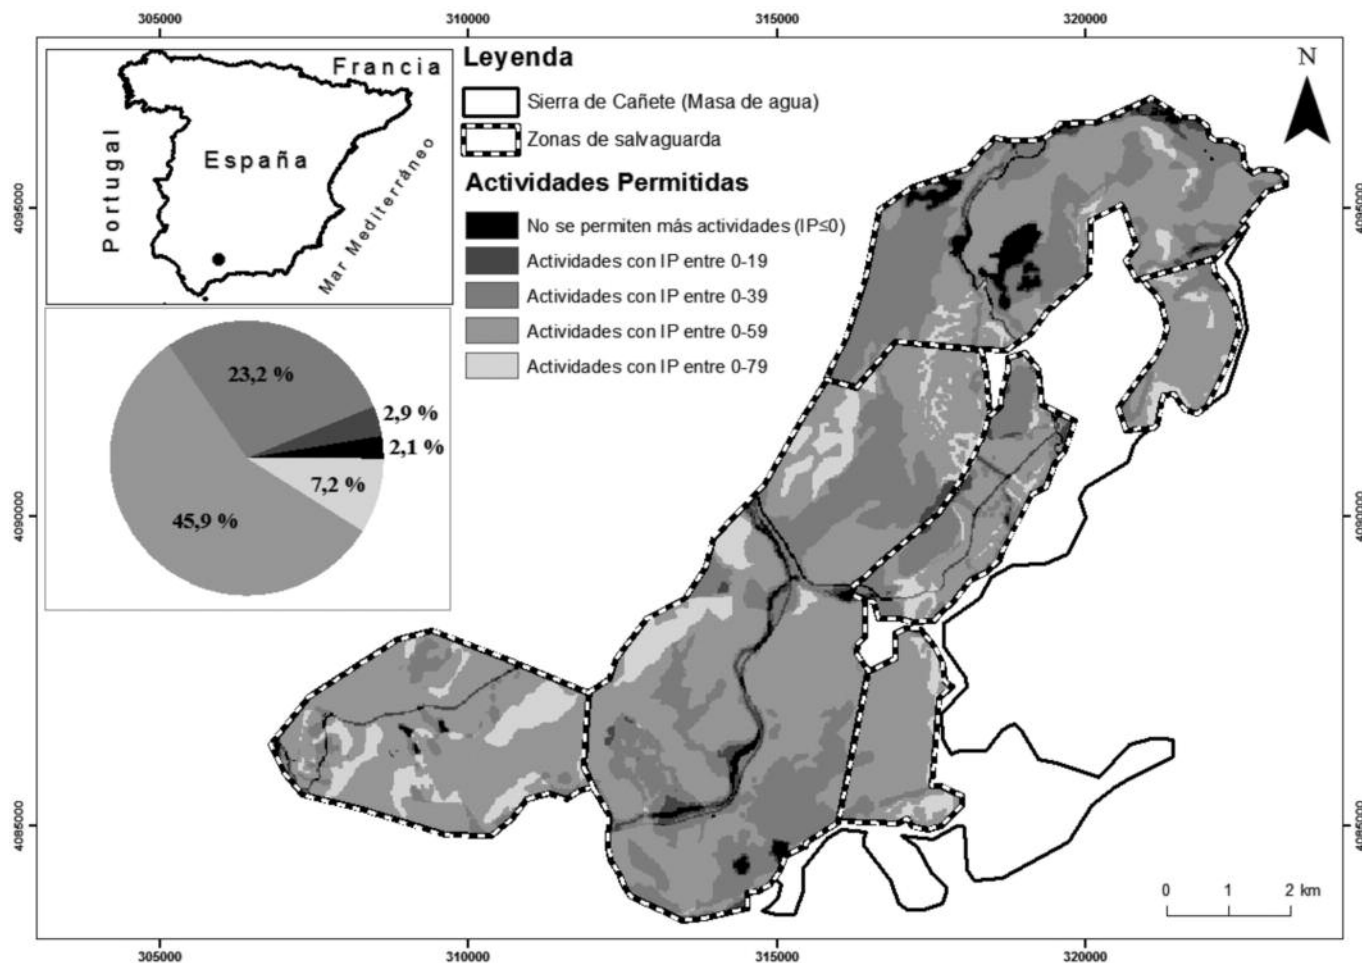 305000
310000
315000
320000
Francia
Portugal
España
Mar Mediterráneo
Leyenda
Sierra de Cañete (Masa de agua)
Zonas de salvaguarda
Actividades Permitidas
No se permiten más actividades (IP≤0)
Actividades con IP entre 0-19
Actividades con IP entre 0-39
Actividades con IP entre 0-59
Actividades con IP entre 0-79
N
4095000
4095000
23,2 %
2,9 %
2,1 %
7,2 %
45,9 %
4090000
4090000
4085000
4085000
0 1 2 km
305000
310000
315000
320000